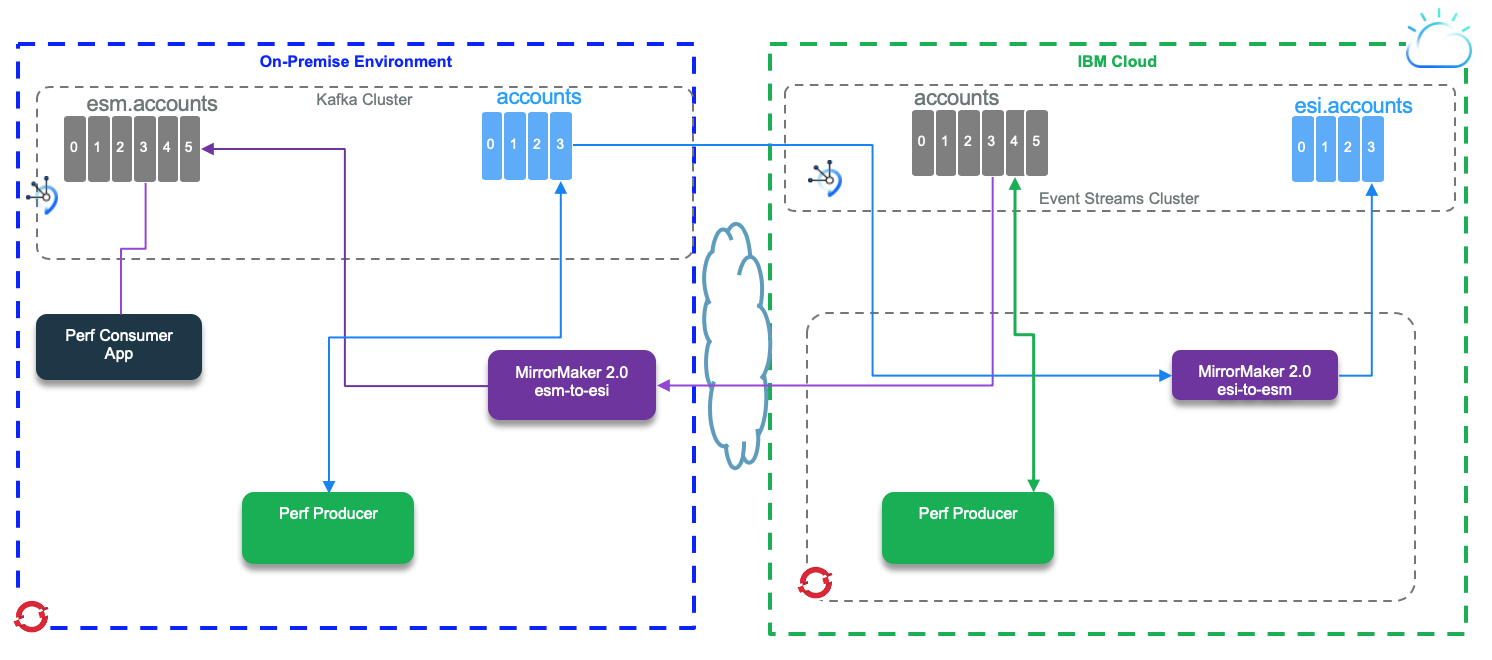 On-Premise Environment
esm.accounts
Kafka Cluster
accounts
0 1 2 3 4 5
0 1 2 3
Perf Consumer
App
MirrorMaker 2.0
esm-to-esi
Perf Producer
IBM Cloud
accounts
esi.accounts
0 1 2 3 4 5
0 1 2 3
Event Streams Cluster
MirrorMaker 2.0
esi-to-esm
Perf Producer